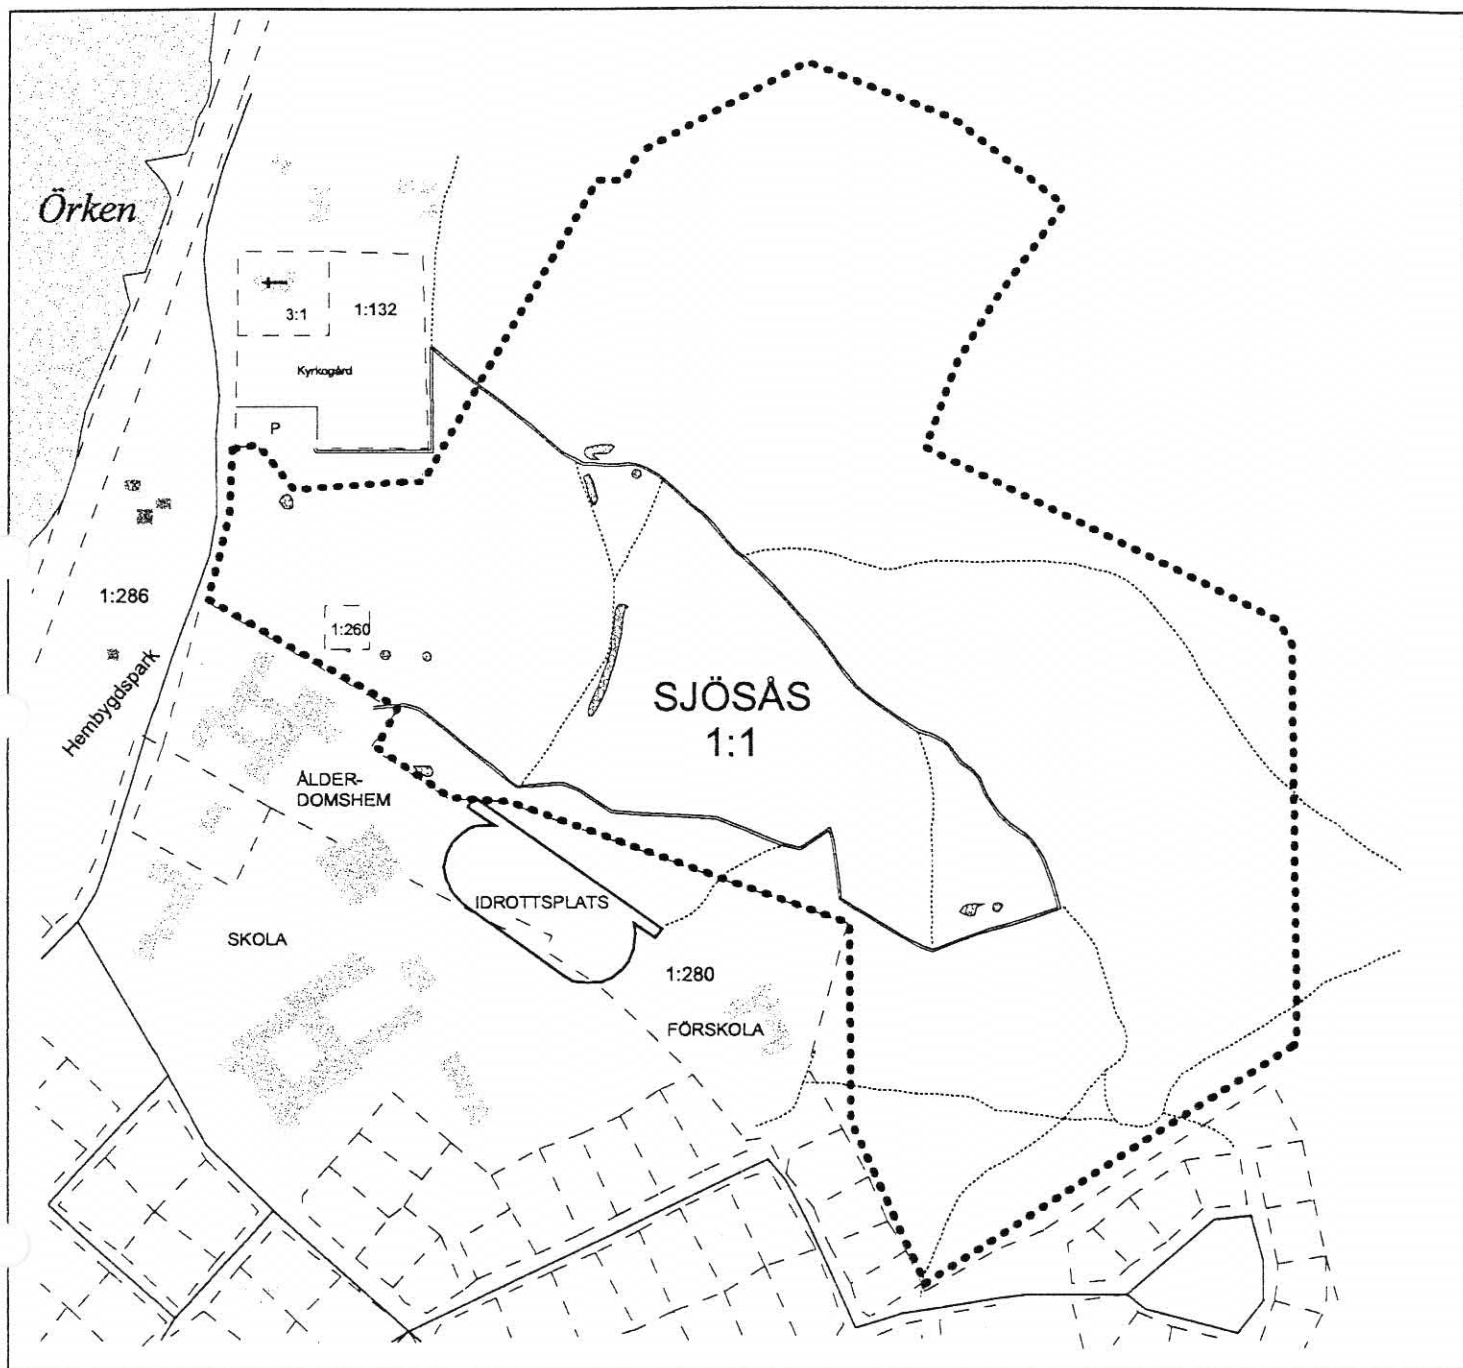 Örken
3:1
1:132
Kyrkogård
P
1:286
1:260
Hembygdspark
SJÖSÅS
1:1
ÅLDER-
DOMSHEM
IDROTTSPLATS
SKOLA
1:280
FÖRSKOLA